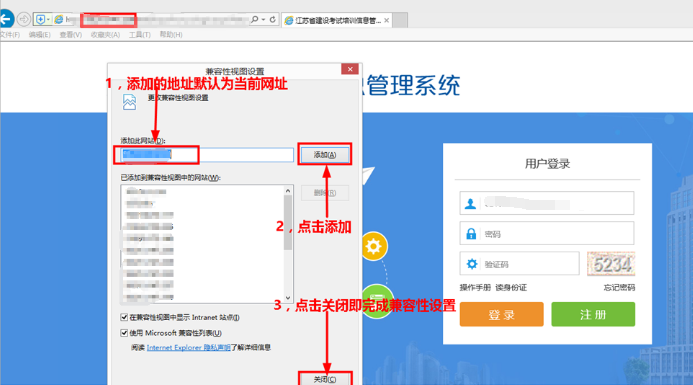 江苏省建设考试培训信息管...
文件(F) 编辑(E) 查看(V) 收藏夹(A) 工具(T) 帮助(H)
兼容性视图设置
1，添加的地址默认为当前网址
更改兼容性视图设置
息管理系统
添加此网站(D):
添加(A)
已添加到兼容性视图中的网站(W):
删除(R)
2，点击添加
用户登录
密码
验证码
5234
操作手册 读身份证 忘记密码
登 录 注 册
3，点击关闭即完成兼容性设置
在兼容性视图中显示 Intranet 站点(I)
使用 Microsoft 兼容性列表(U)
阅读 Internet Explorer 隐私声明了解详细信息
关闭(C)